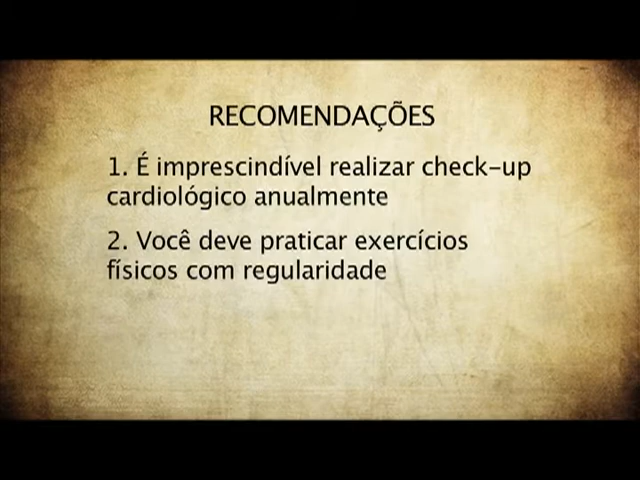 RECOMENDAÇÕES
1. É imprescindível realizar check-up
cardiológico anualmente
2. Você deve praticar exercícios
físicos com regularidade